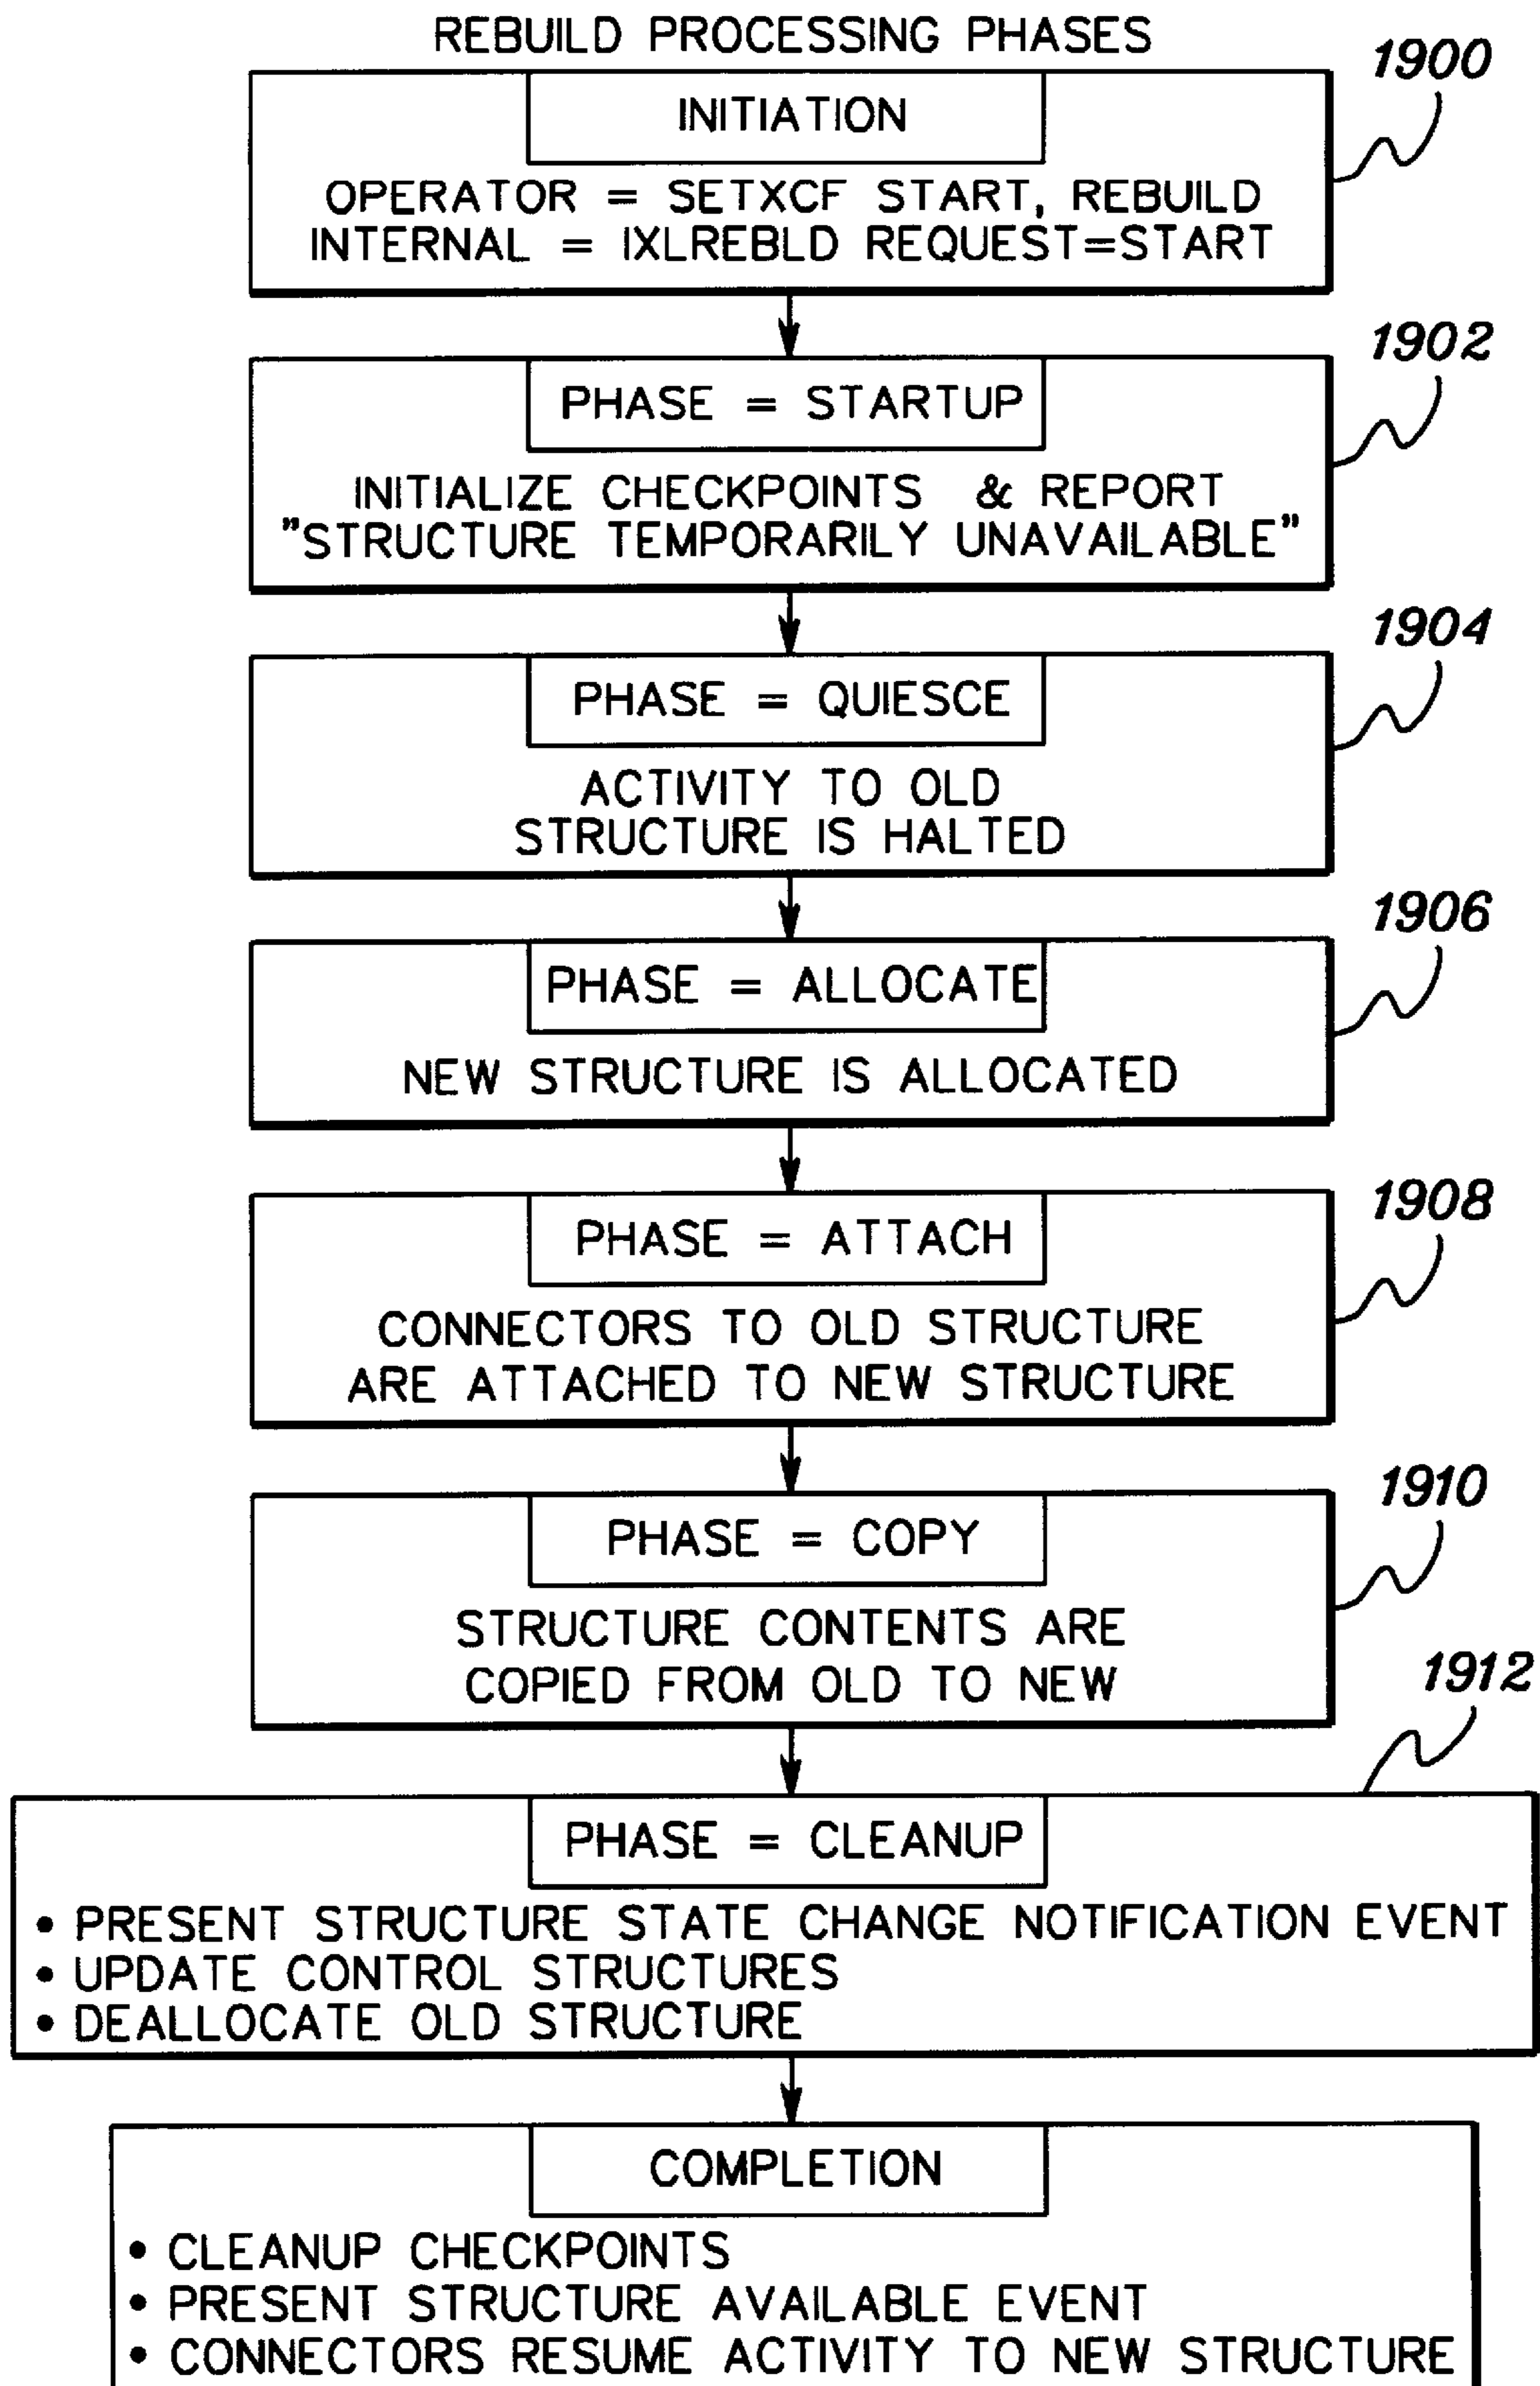 REBUILD PROCESSING PHASES
1900
INITIATION
OPERATOR = SETXCF START, REBUILD
INTERNAL = IXLREBLD REQUEST=START
1902
PHASE = STARTUP
INITIALIZE CHECKPOINTS & REPORT
"STRUCTURE TEMPORARILY UNAVAILABLE"
1904
PHASE = QUIESCE
ACTIVITY TO OLD
STRUCTURE IS HALTED
1906
PHASE = ALLOCATE
NEW STRUCTURE IS ALLOCATED
1908
PHASE = ATTACH
CONNECTORS TO OLD STRUCTURE
ARE ATTACHED TO NEW STRUCTURE
1910
PHASE = COPY
STRUCTURE CONTENTS ARE
COPIED FROM OLD TO NEW
1912
PHASE = CLEANUP
• PRESENT STRUCTURE STATE CHANGE NOTIFICATION EVENT
• UPDATE CONTROL STRUCTURES
• DEALLOCATE OLD STRUCTURE
COMPLETION
• CLEANUP CHECKPOINTS
• PRESENT STRUCTURE AVAILABLE EVENT
• CONNECTORS RESUME ACTIVITY TO NEW STRUCTURE